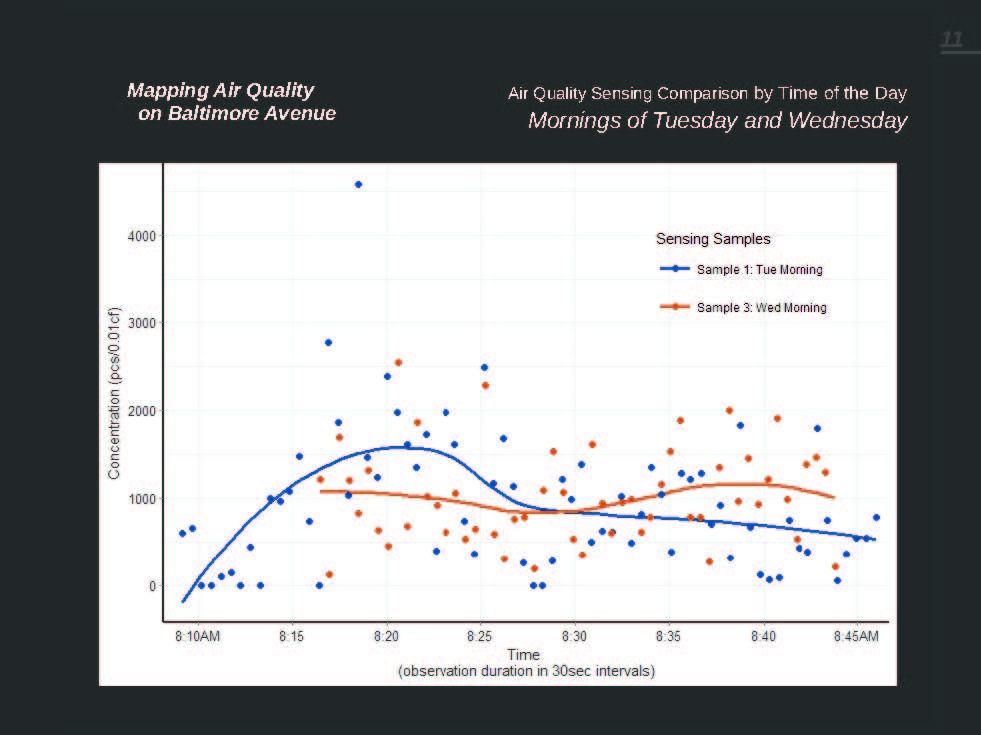 11
Mapping Air Quality
on Baltimore Avenue
Air Quality Sensing Comparison by Time of the Day
Mornings of Tuesday and Wednesday
Sensing Samples
Sample 1: Tue Morning
Sample 3: Wed Morning
Concentration (pcs/0.01cf)
4000
3000
2000
1000
0
8:10AM 8:15 8:20 8:25 8:30 8:35 8:40 8:45AM
Time
(observation duration in 30sec intervals)